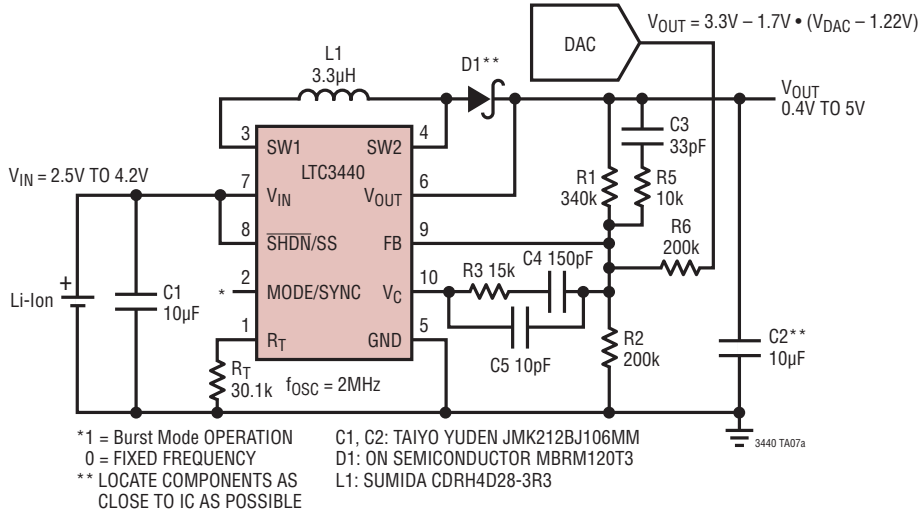 V_OUT = 3.3V – 1.7V • (V_DAC – 1.22V)
DAC
L1
3.3µH
D1**
V_OUT
0.4V TO 5V
3
SW1
SW2
4
LTC3440
C3
33pF
V_IN = 2.5V TO 4.2V
7
V_IN
V_OUT
6
R1
340k
R5
10k
8
SHDN/SS
FB
9
R6
200k
2
*
MODE/SYNC
V_C
10
R3 15k
C4 150pF
Li-Ion
+
C1
10µF
1
R_T
GND
5
C5 10pF
R2
200k
C2**
10µF
R_T
30.1k
f_OSC = 2MHz
3440 TA07a
*1 = Burst Mode OPERATION
0 = FIXED FREQUENCY
** LOCATE COMPONENTS AS
CLOSE TO IC AS POSSIBLE
C1, C2: TAIYO YUDEN JMK212BJ106MM
D1: ON SEMICONDUCTOR MBRM120T3
L1: SUMIDA CDRH4D28-3R3